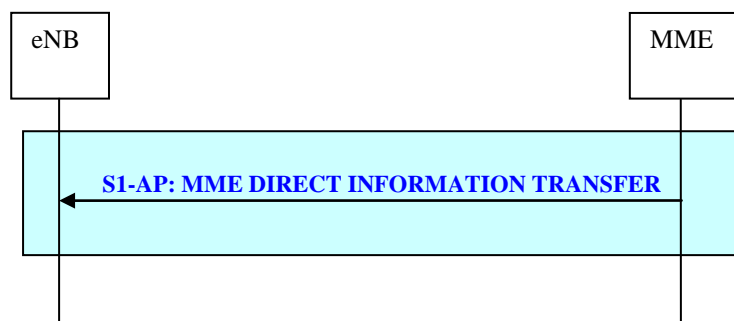 eNB
MME
S1-AP: MME DIRECT INFORMATION TRANSFER